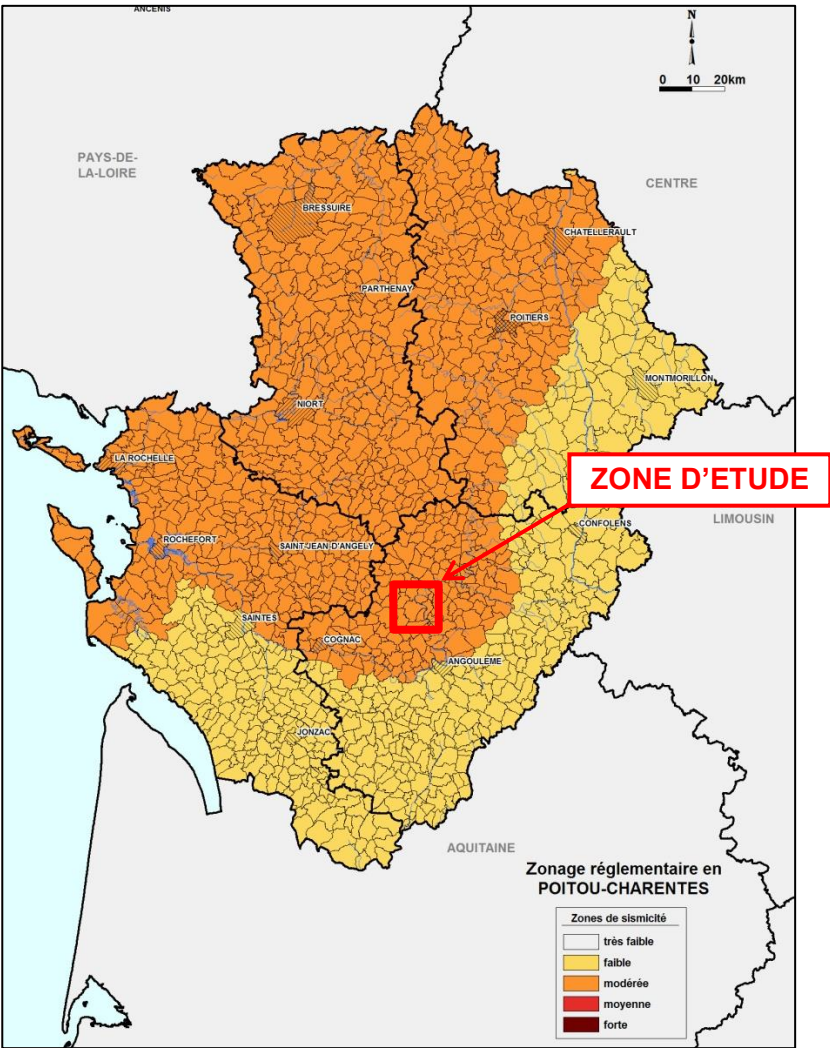 ANCENIS
N
0 10 20km
PAYS-DE-
LA-LOIRE
CENTRE
BRESSUIRE
CHATELLERAULT
PARTHENAY
POITIERS
MONTMORILLON
NIORT
LA ROCHELLE
ZONE D'ETUDE
CONFOLENS
LIMOUSIN
ROCHEFORT
SAINT-JEAN-D'ANGELY
SAINTES
COGNAC
ANGOULEME
JONZAC
AQUITAINE
Zonage réglementaire en
POITOU-CHARENTES
Zones de sismicité
très faible
faible
modérée
moyenne
forte